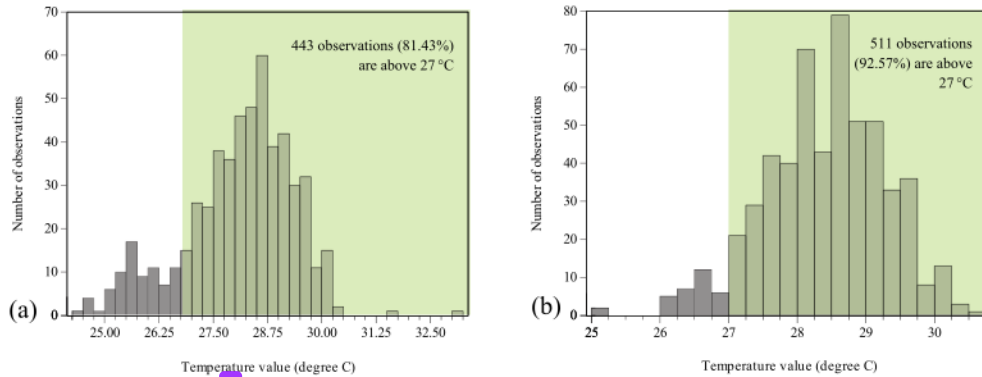 70
60
50
40
30
20
10
0
Number of observations
443 observations (81.43%)
are above 27 °C
25.00 26.25 27.50 28.75 30.00 31.25 32.50
Temperature value (degree C)
(a)
80
70
60
50
40
30
20
10
0
Number of observations
511 observations
(92.57%) are above
27 °C
25 26 27 28 29 30
Temperature value (degree C)
(b)